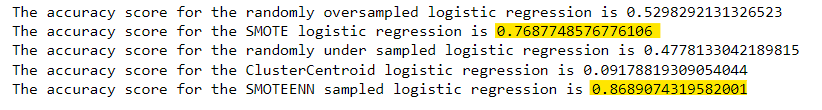 The accuracy score for the randomly oversampled logistic regression is 0.5298292131326523
The accuracy score for the SMOTE logistic regression is 0.7687748576776106
The accuracy score for the randomly under sampled logistic regression is 0.4778133042189815
The accuracy score for the ClusterCentroid logistic regression is 0.09178819309054044
The accuracy score for the SMOTEENN sampled logistic regression is 0.8689074319582001